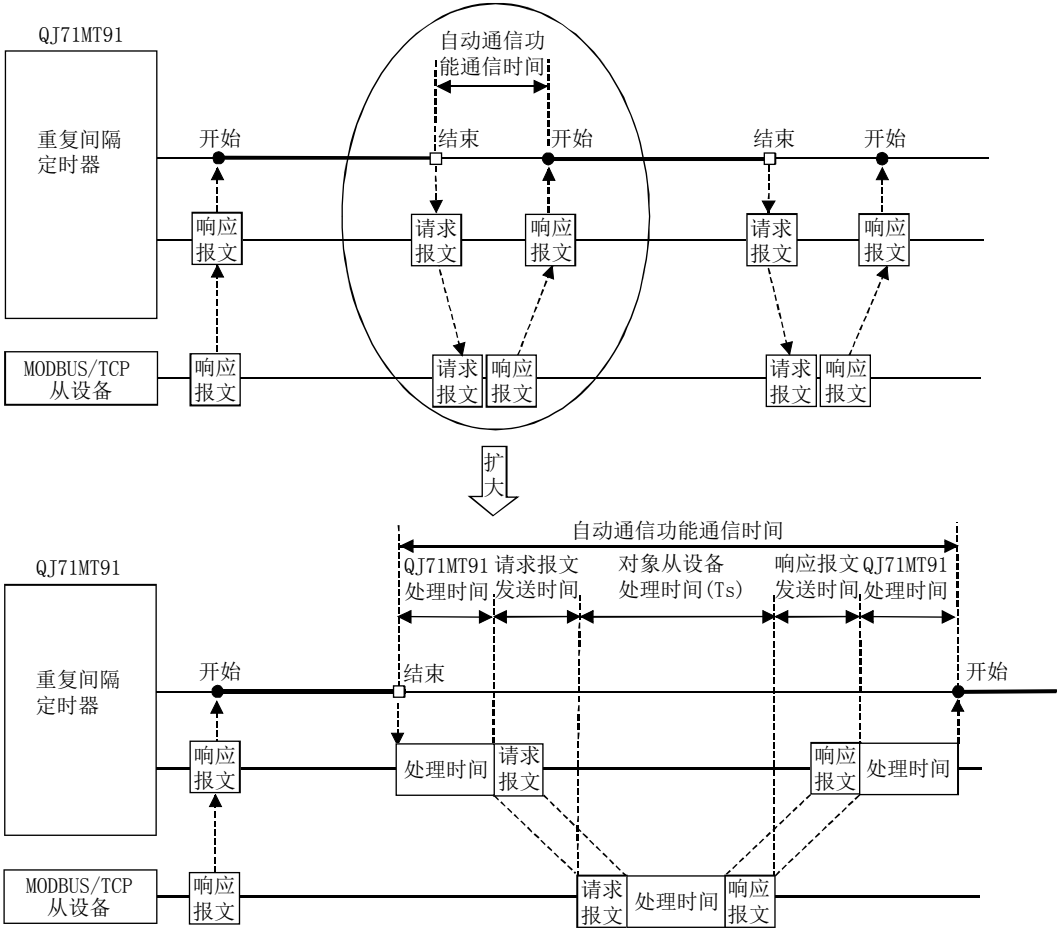 QJ71MT91
自动通信功
能通信时间
重复间隔
定时器
开始
结束
开始
结束
开始
响应
报文
请求
报文
响应
报文
请求
报文
响应
报文
MODBUS/TCP
从设备
响应
报文
请求
报文
响应
报文
请求
报文
响应
报文
扩
大
自动通信功能通信时间
QJ71MT91
QJ71MT91
处理时间
请求报文
发送时间
对象从设备
处理时间(Ts)
响应报文
发送时间
QJ71MT91
处理时间
重复间隔
定时器
开始
结束
开始
响应
报文
处理时间
请求
报文
响应
报文
处理时间
MODBUS/TCP
从设备
响应
报文
请求
报文
处理时间
响应
报文